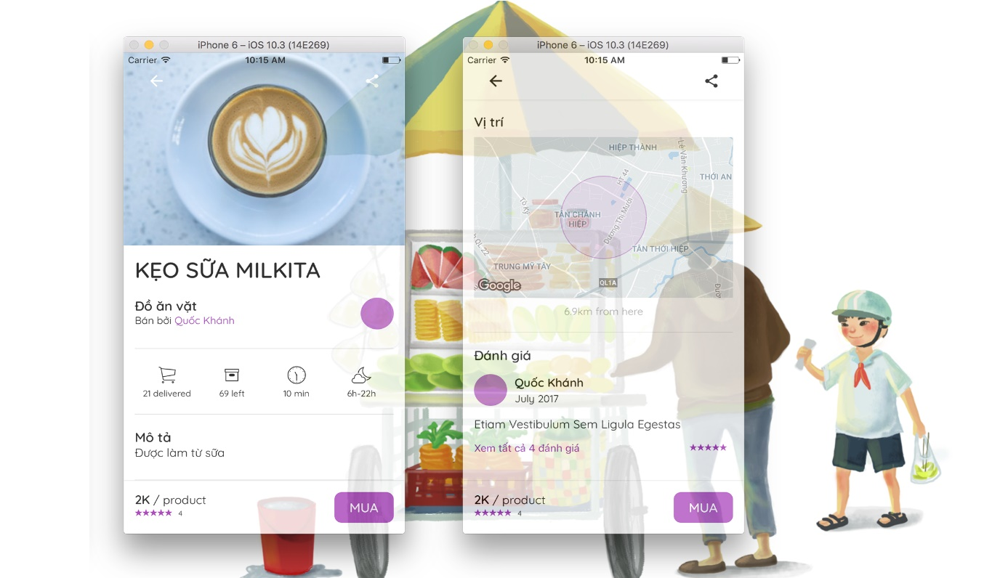 iPhone 6 – iOS 10.3 (14E269)
Carrier 10:15 AM
KẸO SỮA MILKITA
Đồ ăn vặt
Bán bởi Quốc Khánh
21 delivered
69 left
10 min
6h-22h
Mô tả
Được làm từ sữa
2K / product
★★★★★ 4
MUA
iPhone 6 – iOS 10.3 (14E269)
Carrier 10:15 AM
Vị trí
HIỆP THÀNH
Lê Văn Khương
THỚI AN
HT 44
Tô Ký
TÂN CHÁNH
HIỆP
Dương Thị Mười
QL 22
TÂN THỚI HIỆP
TRUNG MỸ TÂY
QL1A
Google
6.9km from here
Đánh giá
Quốc Khánh
July 2017
Etiam Vestibulum Sem Ligula Egestas
Xem tất cả 4 đánh giá ★★★★★
2K / product
★★★★★ 4
MUA